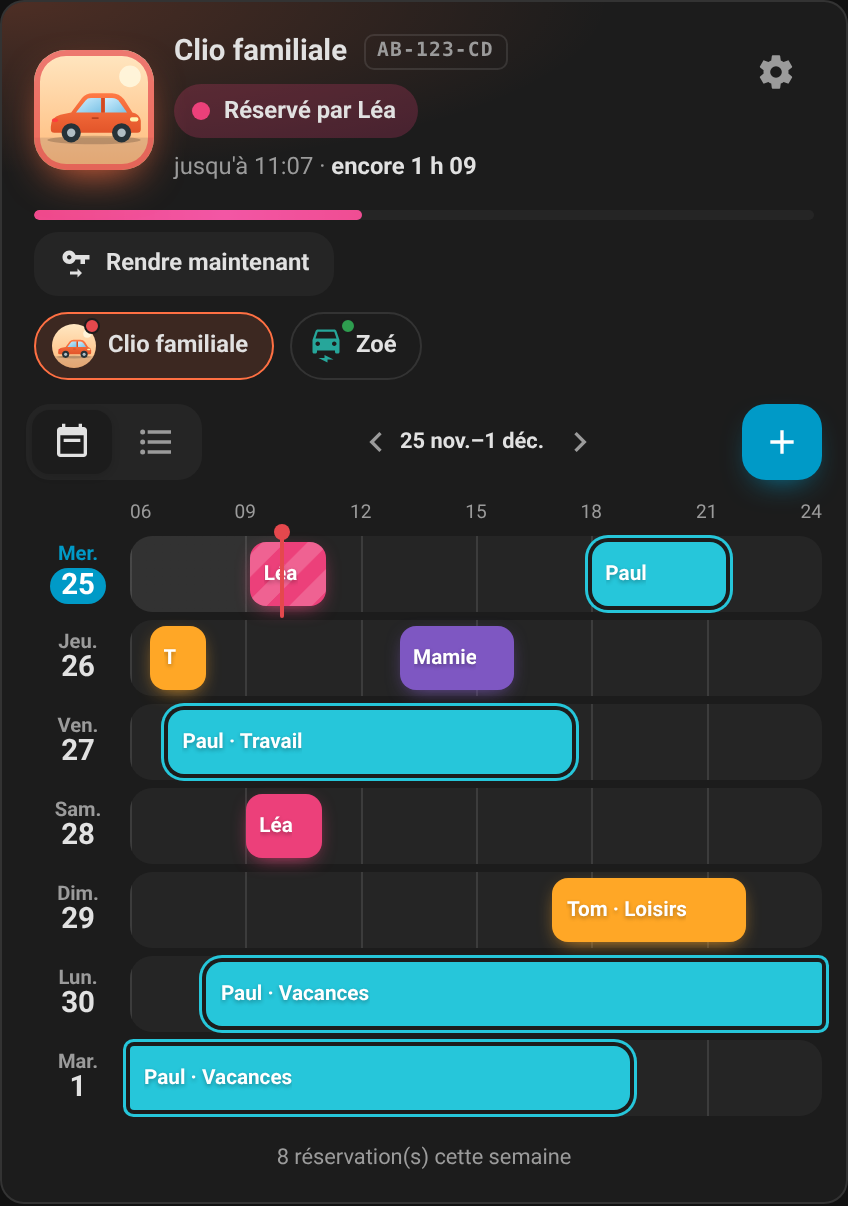 Clio familiale AB-123-CD
Réservé par Léa
jusqu'à 11:07 · encore 1 h 09
Rendre maintenant
Clio familiale Zoé
25 nov.–1 déc.
06 09 12 15 18 21 24
Mer.
25 Léa Paul
Jeu.
26 T Mamie
Ven.
27 Paul · Travail
Sam.
28 Léa
Dim.
29 Tom · Loisirs
Lun.
30 Paul · Vacances
Mar.
1 Paul · Vacances
8 réservation(s) cette semaine